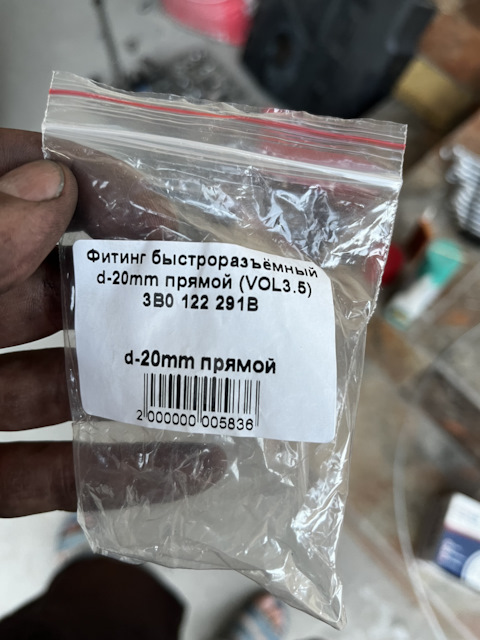 Фитинг быстроразъёмный
d-20mm прямой (VOL3.5)
3B0 122 291B
d-20mm прямой
2 000000 005836